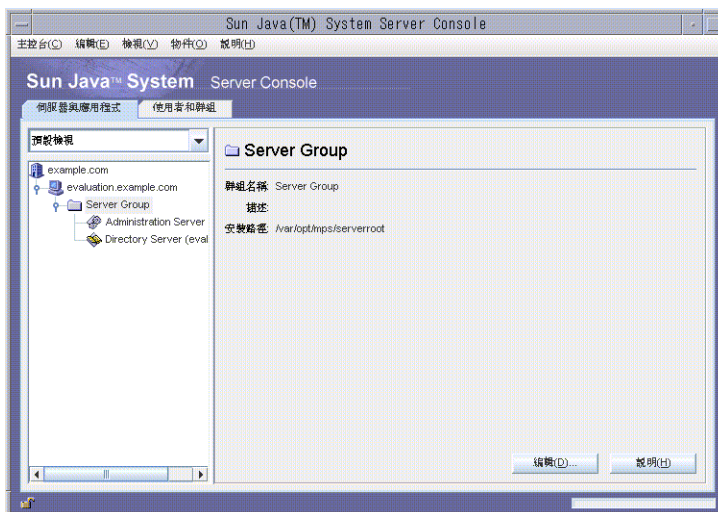 Sun Java(TM) System Server Console
主控台(C) 編輯(E) 檢視(V) 物件(O) 說明(H)
Sun Java™ System Server Console
伺服器與應用程式 使用者和群組
預設檢視
example.com
evaluation.example.com
Server Group
Administration Server
Directory Server (eval
Server Group
群組名稱: Server Group
描述:
安裝路徑: /var/opt/mps/serverroot
編輯(D)... 說明(H)